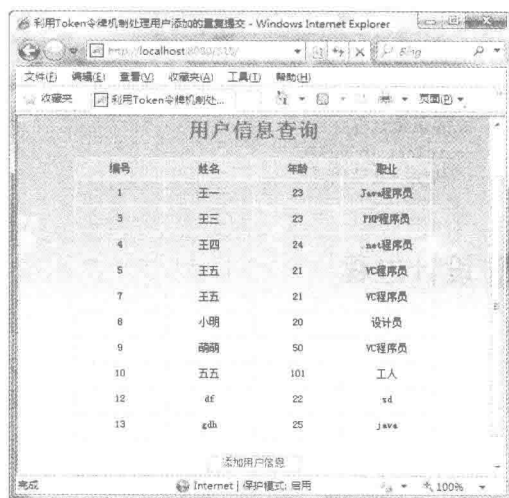 利用Token令牌机制处理用户添加的重复提交 - Windows Internet Explorer
localhost
Bing
文件(F) 编辑(E) 查看(V) 收藏夹(A) 工具(T) 帮助(H)
收藏夹 利用Token令牌机制处... 页面(P)
用户信息查询
编号 姓名 年龄 职业
1 王一 23 Java程序员
3 王三 23 PHP程序员
4 王四 24 .net程序员
5 王五 21 VC程序员
7 王五 21 VC程序员
8 小明 20 设计员
9 萌萌 50 VC程序员
10 五五 101 工人
12 df 22 sd
13 gdh 25 java
添加用户信息
完成 Internet | 保护模式: 启用 100%